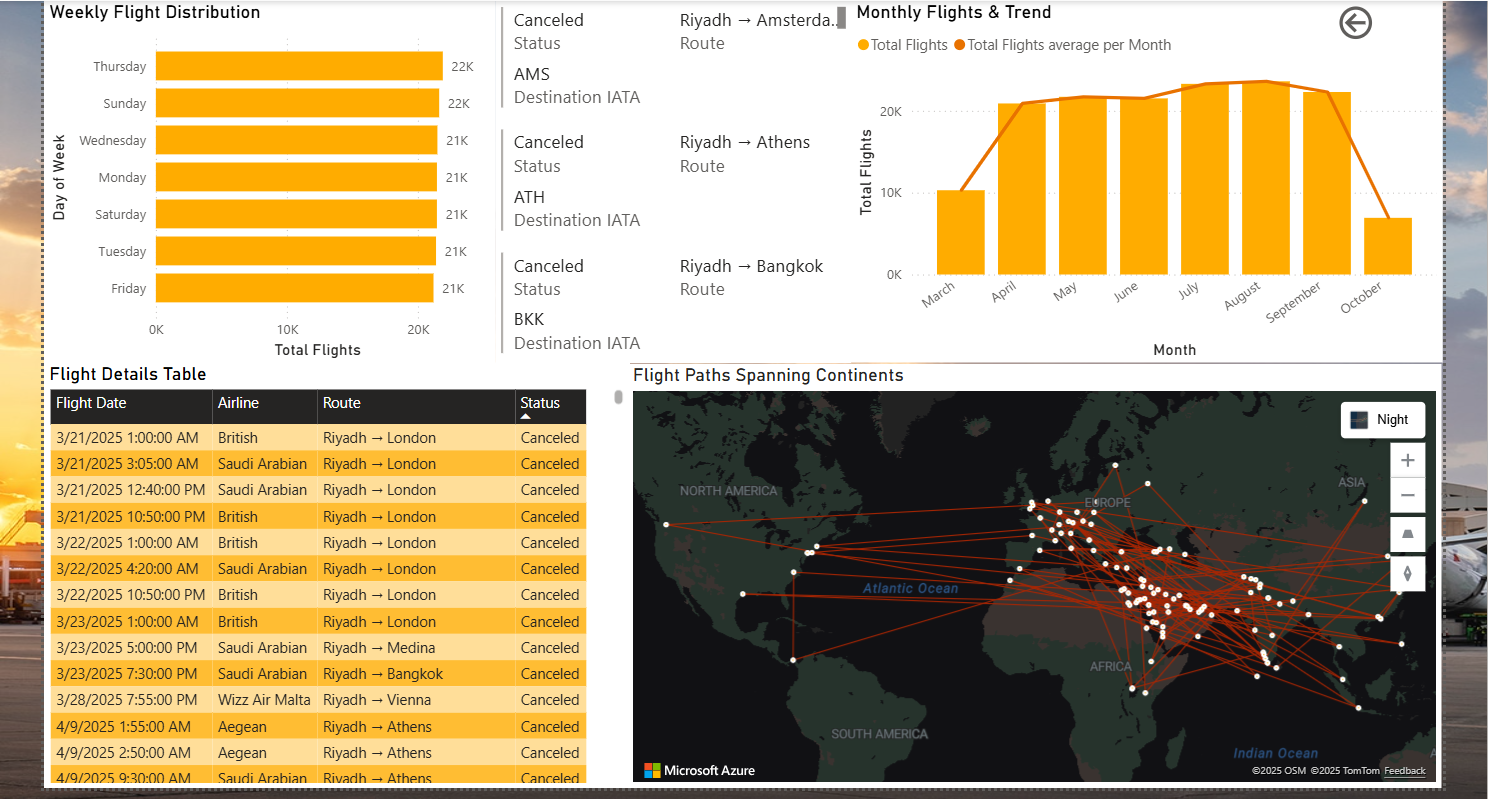 Weekly Flight Distribution
Day of Week
Thursday 22K
Sunday 22K
Wednesday 21K
Monday 21K
Saturday 21K
Tuesday 21K
Friday 21K
0K 10K 20K
Total Flights
Canceled Riyadh → Amsterda...
Status Route
AMS
Destination IATA
Canceled Riyadh → Athens
Status Route
ATH
Destination IATA
Canceled Riyadh → Bangkok
Status Route
BKK
Destination IATA
Monthly Flights & Trend
Total Flights Total Flights average per Month
Total Flights
20K
10K
0K
March April May June July August September October
Month
Flight Details Table
Flight Date Airline Route Status
3/21/2025 1:00:00 AM British Riyadh → London Canceled
3/21/2025 3:05:00 AM Saudi Arabian Riyadh → London Canceled
3/21/2025 12:40:00 PM Saudi Arabian Riyadh → London Canceled
3/21/2025 10:50:00 PM British Riyadh → London Canceled
3/22/2025 1:00:00 AM British Riyadh → London Canceled
3/22/2025 4:20:00 AM Saudi Arabian Riyadh → London Canceled
3/22/2025 10:50:00 PM British Riyadh → London Canceled
3/23/2025 1:00:00 AM British Riyadh → London Canceled
3/23/2025 5:00:00 PM Saudi Arabian Riyadh → Medina Canceled
3/23/2025 7:30:00 PM Saudi Arabian Riyadh → Bangkok Canceled
3/28/2025 7:55:00 PM Wizz Air Malta Riyadh → Vienna Canceled
4/9/2025 1:55:00 AM Aegean Riyadh → Athens Canceled
4/9/2025 2:50:00 AM Aegean Riyadh → Athens Canceled
4/9/2025 9:30:00 AM Saudi Arabian Riyadh → Athens Canceled
Flight Paths Spanning Continents
Night
NORTH AMERICA
EUROPE
ASIA
Atlantic Ocean
AFRICA
SOUTH AMERICA
Indian Ocean
A
Microsoft Azure
©2025 OSM ©2025 TomTom Feedback